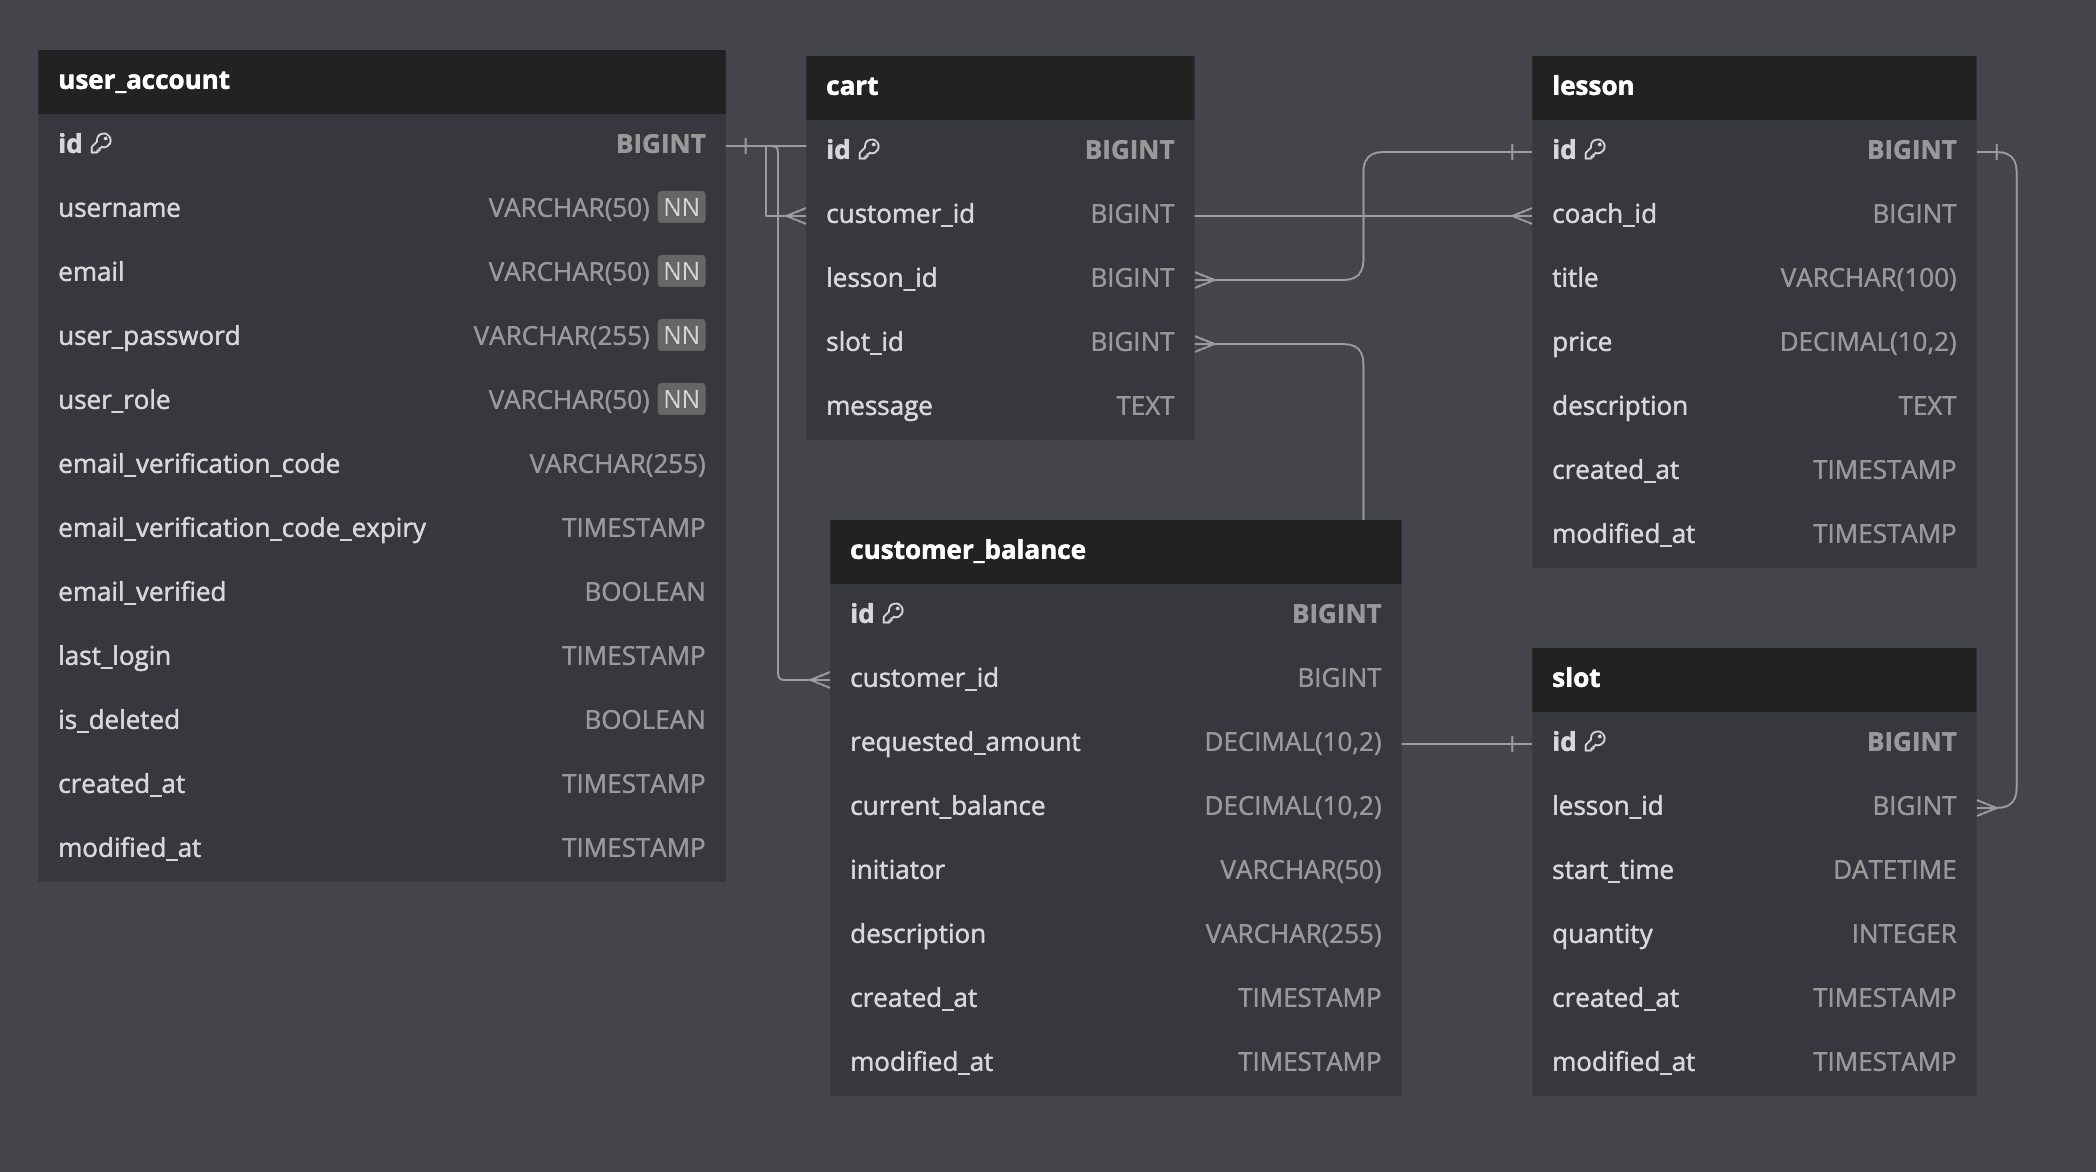 user_account
id BIGINT
username VARCHAR(50) NN
email VARCHAR(50) NN
user_password VARCHAR(255) NN
user_role VARCHAR(50) NN
email_verification_code VARCHAR(255)
email_verification_code_expiry TIMESTAMP
email_verified BOOLEAN
last_login TIMESTAMP
is_deleted BOOLEAN
created_at TIMESTAMP
modified_at TIMESTAMP
cart
id BIGINT
customer_id BIGINT
lesson_id BIGINT
slot_id BIGINT
message TEXT
customer_balance
id BIGINT
customer_id BIGINT
requested_amount DECIMAL(10,2)
current_balance DECIMAL(10,2)
initiator VARCHAR(50)
description VARCHAR(255)
created_at TIMESTAMP
modified_at TIMESTAMP
lesson
id BIGINT
coach_id BIGINT
title VARCHAR(100)
price DECIMAL(10,2)
description TEXT
created_at TIMESTAMP
modified_at TIMESTAMP
slot
id BIGINT
lesson_id BIGINT
start_time DATETIME
quantity INTEGER
created_at TIMESTAMP
modified_at TIMESTAMP